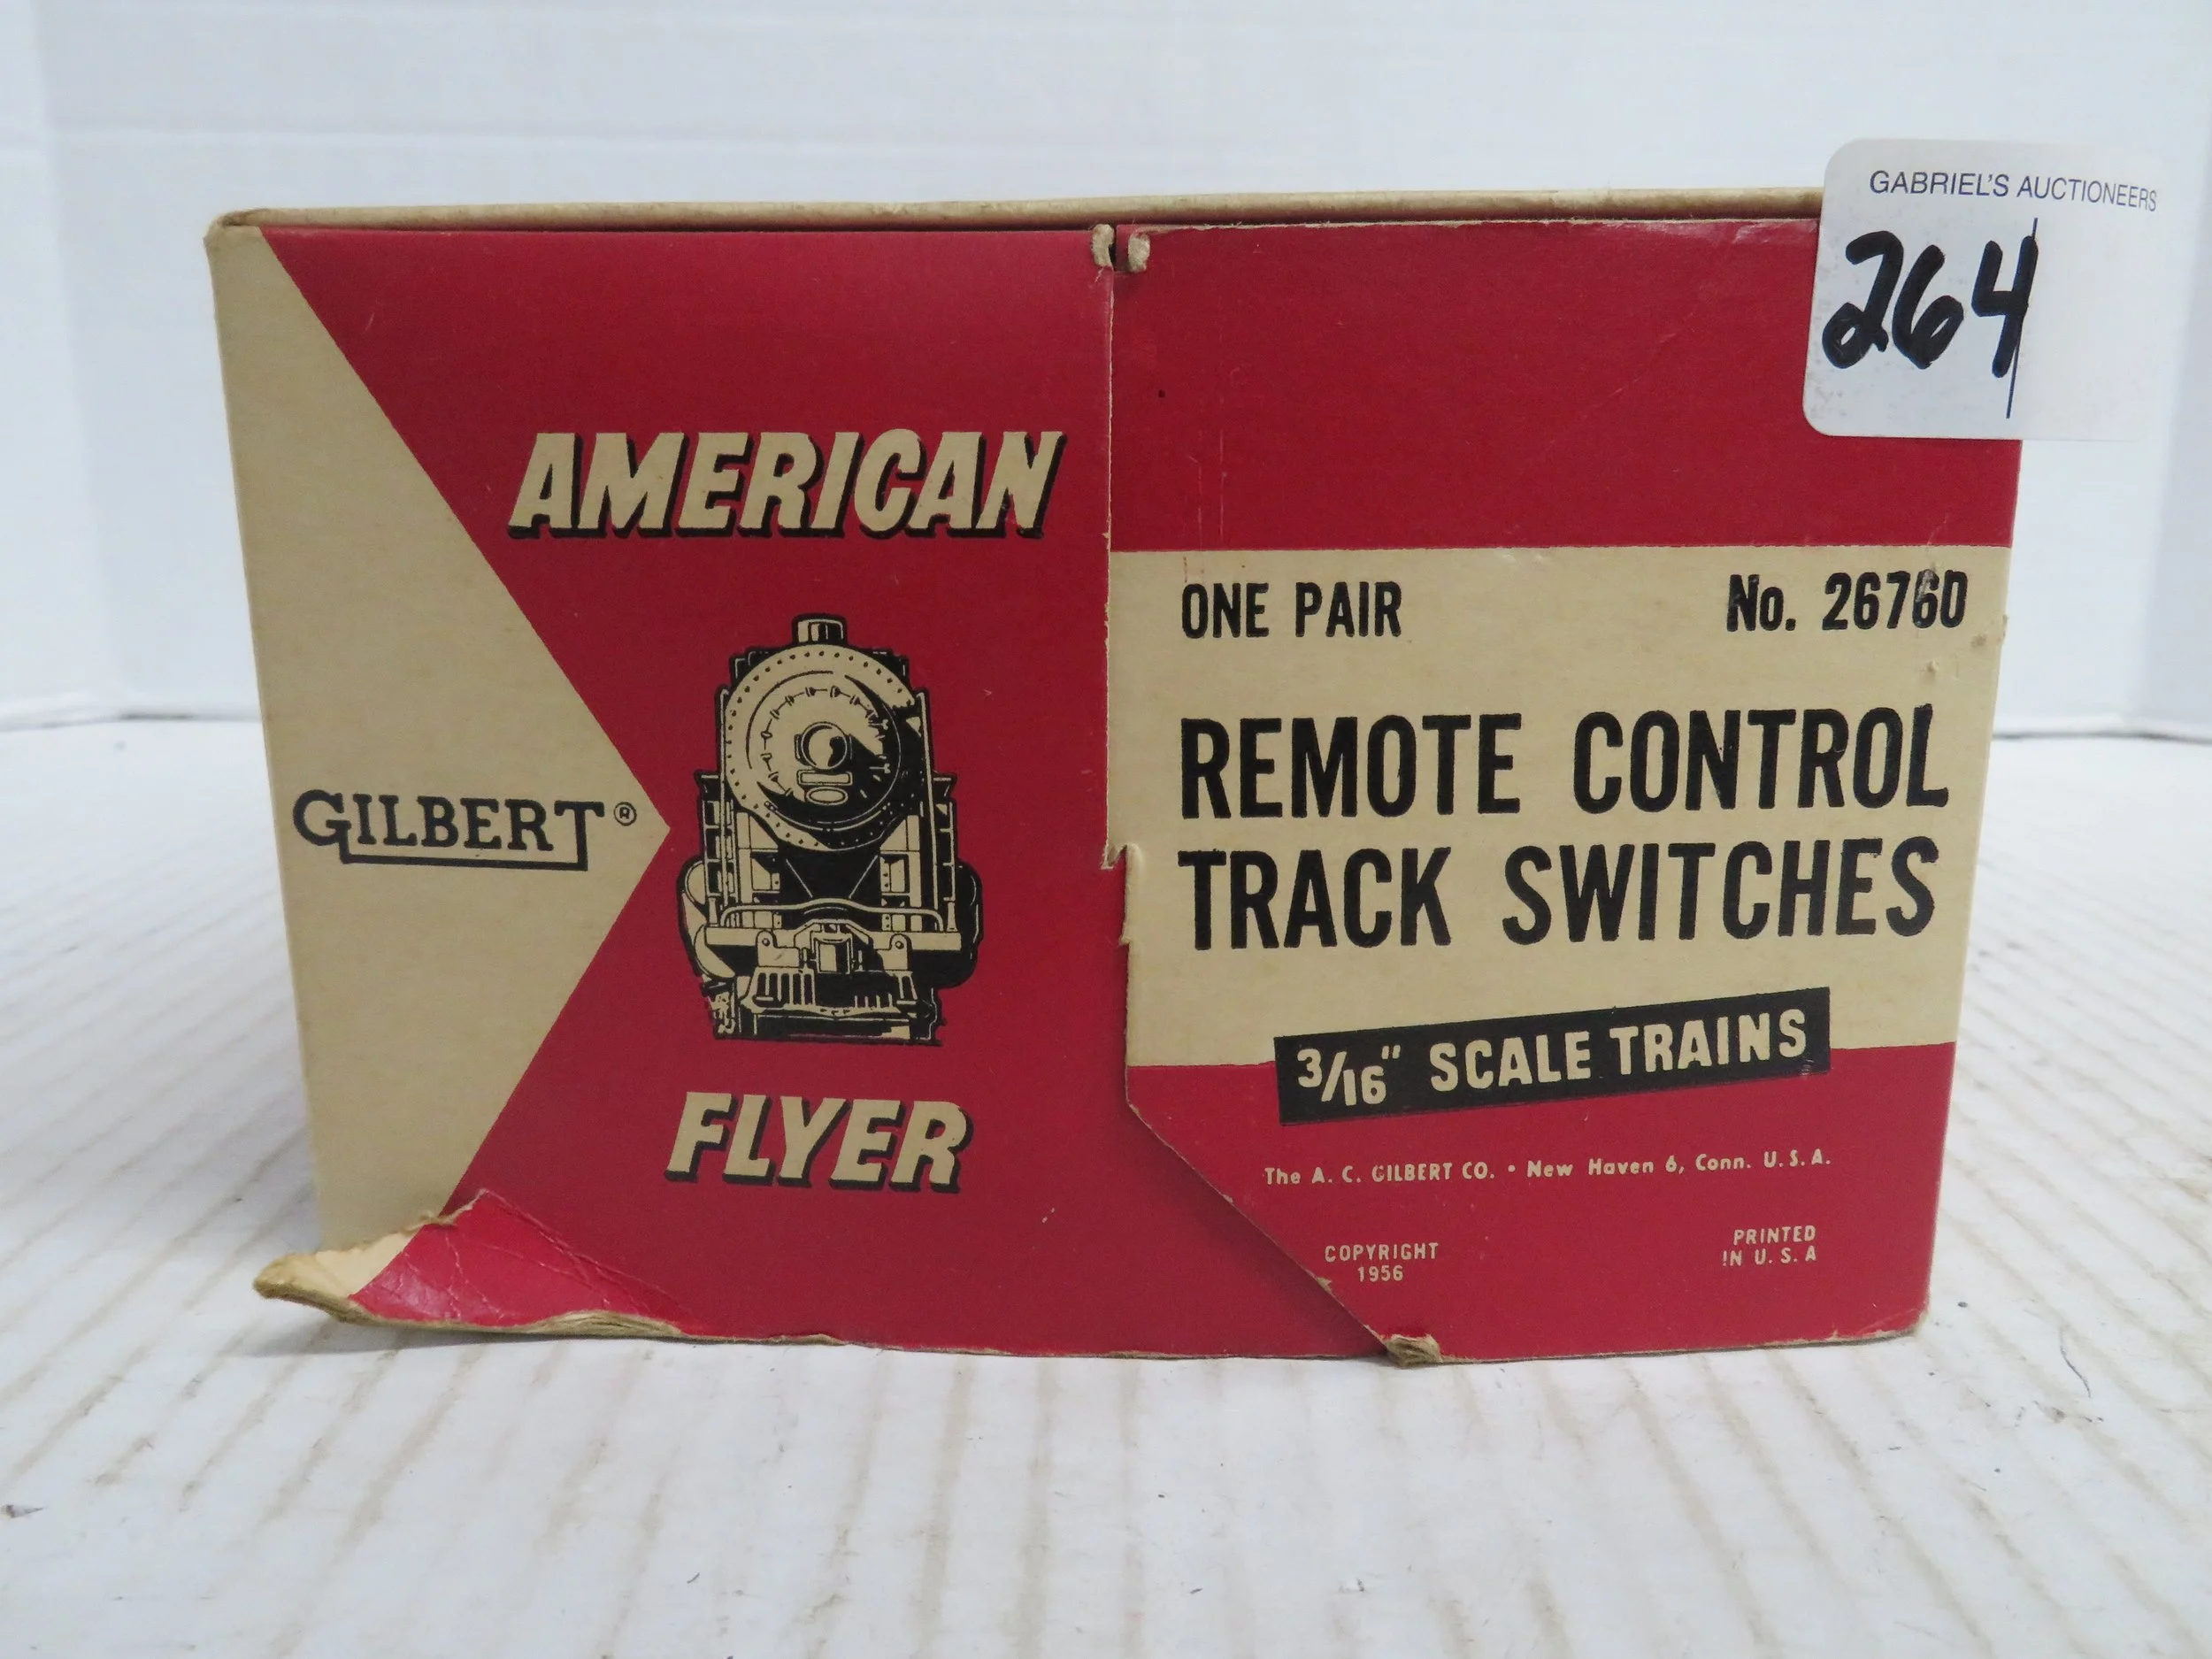 GABRIEL'S AUCTIONEERS
264
AMERICAN
FLYER
GILBERT®
ONE PAIR No. 26760
REMOTE CONTROL
TRACK SWITCHES
3/16" SCALE TRAINS
The A. C. GILBERT CO. • New Haven 6, Conn. U. S. A.
COPYRIGHT
1956
PRINTED
IN U. S. A